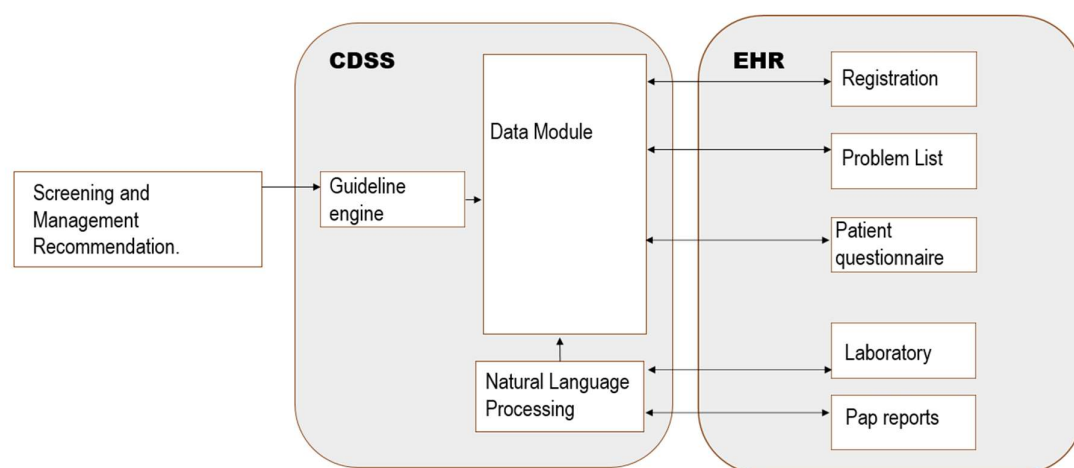 CDSS
EHR
Data Module
Registration
Problem List
Screening and
Management
Recommendation.
Guideline
engine
Patient
questionnaire
Natural Language
Processing
Laboratory
Pap reports